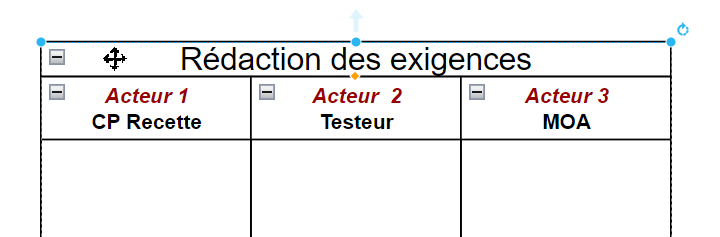 Rédaction des exigences
Acteur 1
CP Recette
Acteur 2
Testeur
Acteur 3
MOA